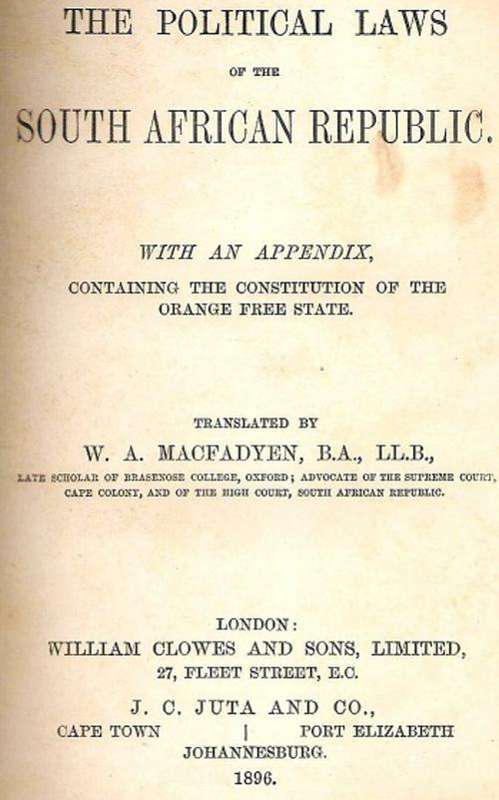 THE POLITICAL LAWS
OF THE
SOUTH AFRICAN REPUBLIC.
WITH AN APPENDIX,
CONTAINING THE CONSTITUTION OF THE
ORANGE FREE STATE.
TRANSLATED BY
W. A. MACFADYEN, B.A., LL.B.,
LATE SCHOLAR OF BRASENOSE COLLEGE, OXFORD; ADVOCATE OF THE SUPREME COURT,
CAPE COLONY, AND OF THE HIGH COURT, SOUTH AFRICAN REPUBLIC.
LONDON:
WILLIAM CLOWES AND SONS, LIMITED,
27, FLEET STREET, E.C.
J. C. JUTA AND CO.,
CAPE TOWN | PORT ELIZABETH
JOHANNESBURG.
1896.